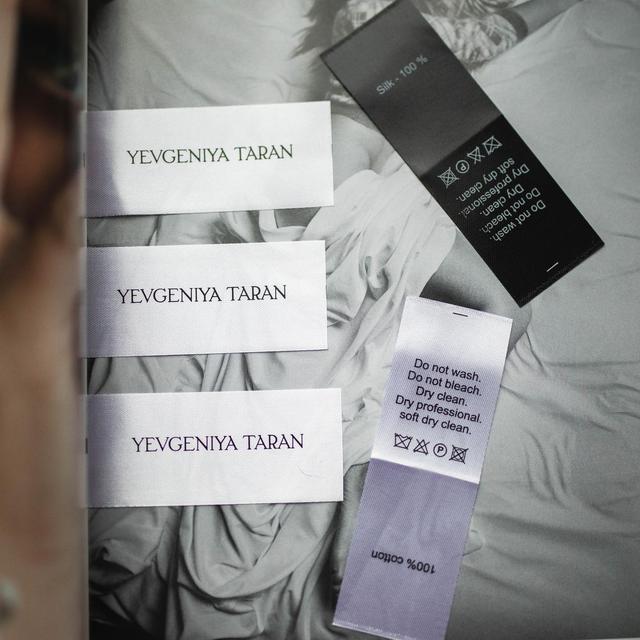 YEVGENIYA TARAN
YEVGENIYA TARAN
YEVGENIYA TARAN
Silk - 100 %
Do not wash.
Do not bleach.
Dry clean.
Dry professional.
soft dry clean.
Do not wash.
Do not bleach.
Dry clean.
Dry professional.
soft dry clean.
P
100% cotton